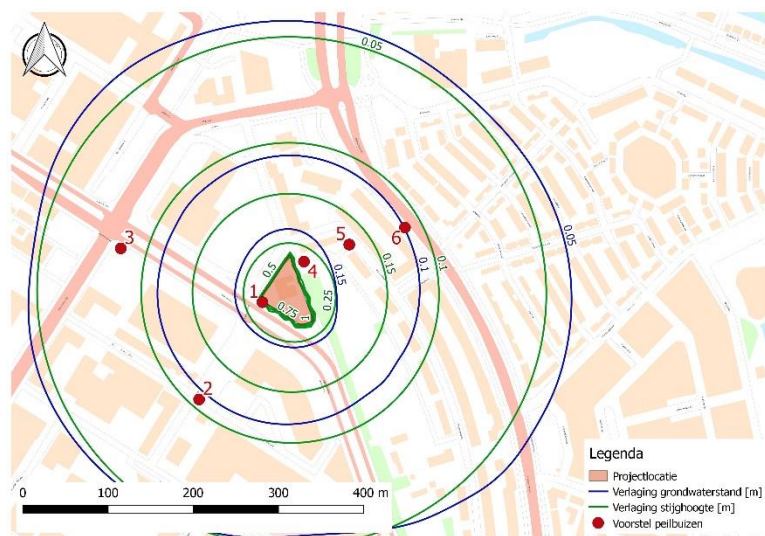 0.05
0.05
0.1
0.1
0.15
0.15
0.25
0.5
0.75
1
1
2
3
4
5
6
0 100 200 300 400 m
Legenda
Projectlocatie
Verlaging grondwaterstand [m]
Verlaging stijghoogte [m]
Voorstel peilbuizen